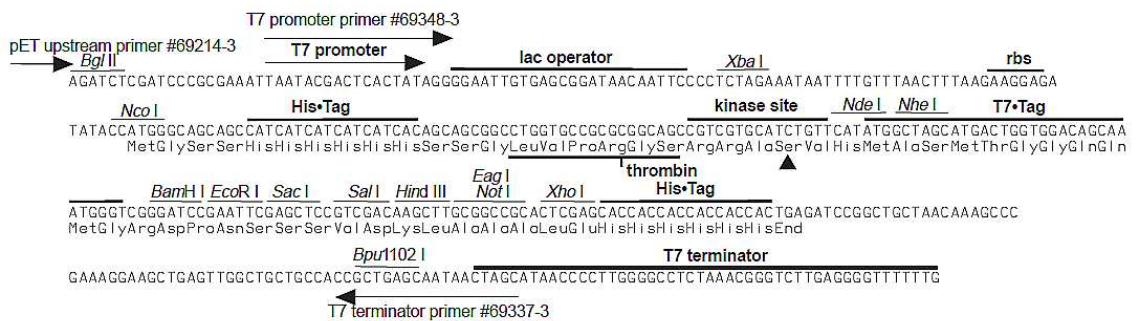 T7 promoter primer #69348-3
pET upstream primer #69214-3
Bgl II T7 promoter lac operator Xba I rbs
AGATCTCGATCCCGCGAAATTAATACGACTCACTATAGGGGAATTGTGAGCGGATAACAATTCCCCTCTAGAAATAATTTTGTTTAACTTTAAGAAGGAGA
Nco I His•Tag kinase site Nde I Nhe I T7•Tag
TATACCATGGGCAGCAGCCATCATCATCATCATCACAGCAGCGGCCTGGTGCCGCGCGGCAGCCGTCGTGCATCTGTTCATATGGCTAGCATGACTGGTGGACAGCAA
MetGlySerSerHisHisHisHisHisHisSerSerGlyLeuValProArgGlySerArgArgAlaSerValHisMetAlaSerMetThrGlyGlyGlnGln
thrombin
BamH I EcoR I Sac I Sal I Hind III Eag I Not I Xho I His•Tag
ATGGGTCGGGATCCGAATTCGAGCTCCGTCGACAAGCTTGCGGCCGCACTCGAGCACCACCACCACCACCACTGAGATCCGGCTGCTAACAAAGCCC
MetGlyArgAspProAsnSerSerSerValAspLysLeuAlaAlaAlaLeuGluHisHisHisHisHisHisEnd
Bpu1102 I T7 terminator
GAAAGGAAGCTGAGTTGGCTGCTGCCACCGCTGAGCAATAACTAGCATAACCCCTTGGGGCCTCTAAACGGGTCTTGAGGGGTTTTTTG
T7 terminator primer #69337-3